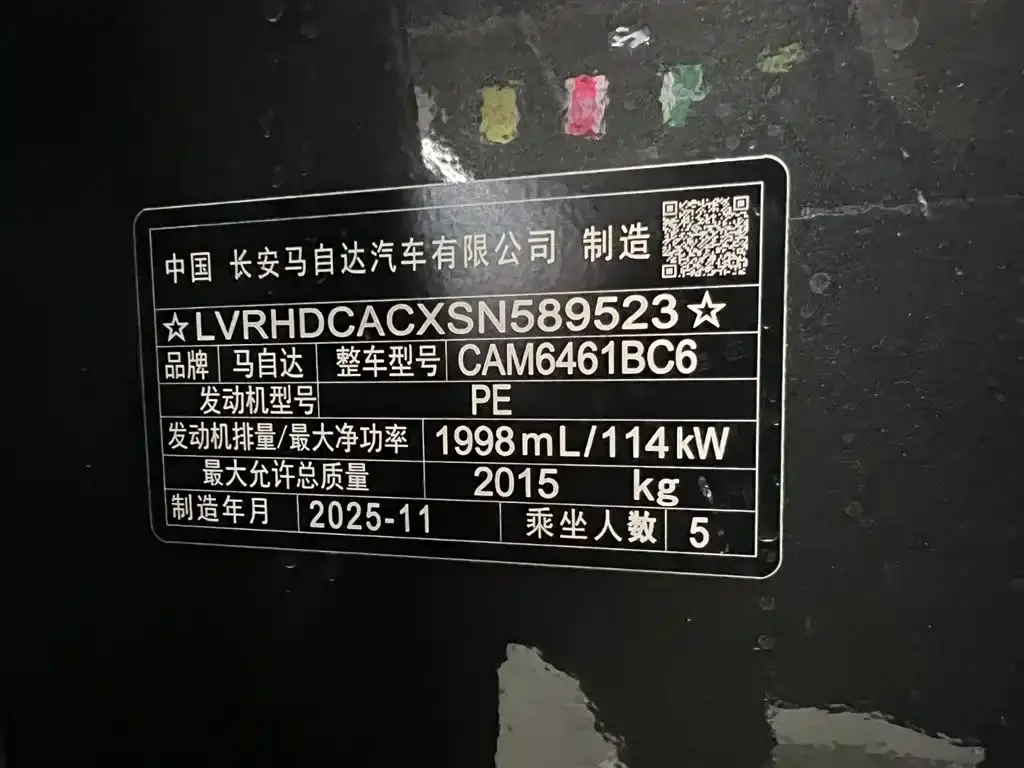 中国 长安马自达汽车有限公司 制造
☆LVRHDCACXSN589523☆
品牌 马自达 整车型号 CAM6461BC6
发动机型号 PE
发动机排量/最大净功率 1998mL/114kW
最大允许总质量 2015 kg
制造年月 2025-11 乘坐人数 5